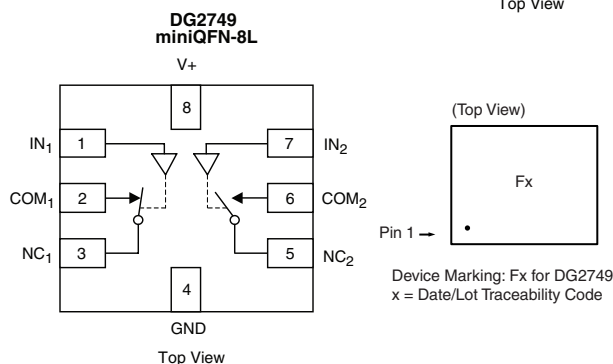 Top View
DG2749
miniQFN-8L
V+
8
IN1 1 7 IN2
COM1 2 6 COM2
NC1 3 5 NC2
4
GND
Top View
(Top View)
Fx
Pin 1
Device Marking: Fx for DG2749
x = Date/Lot Traceability Code